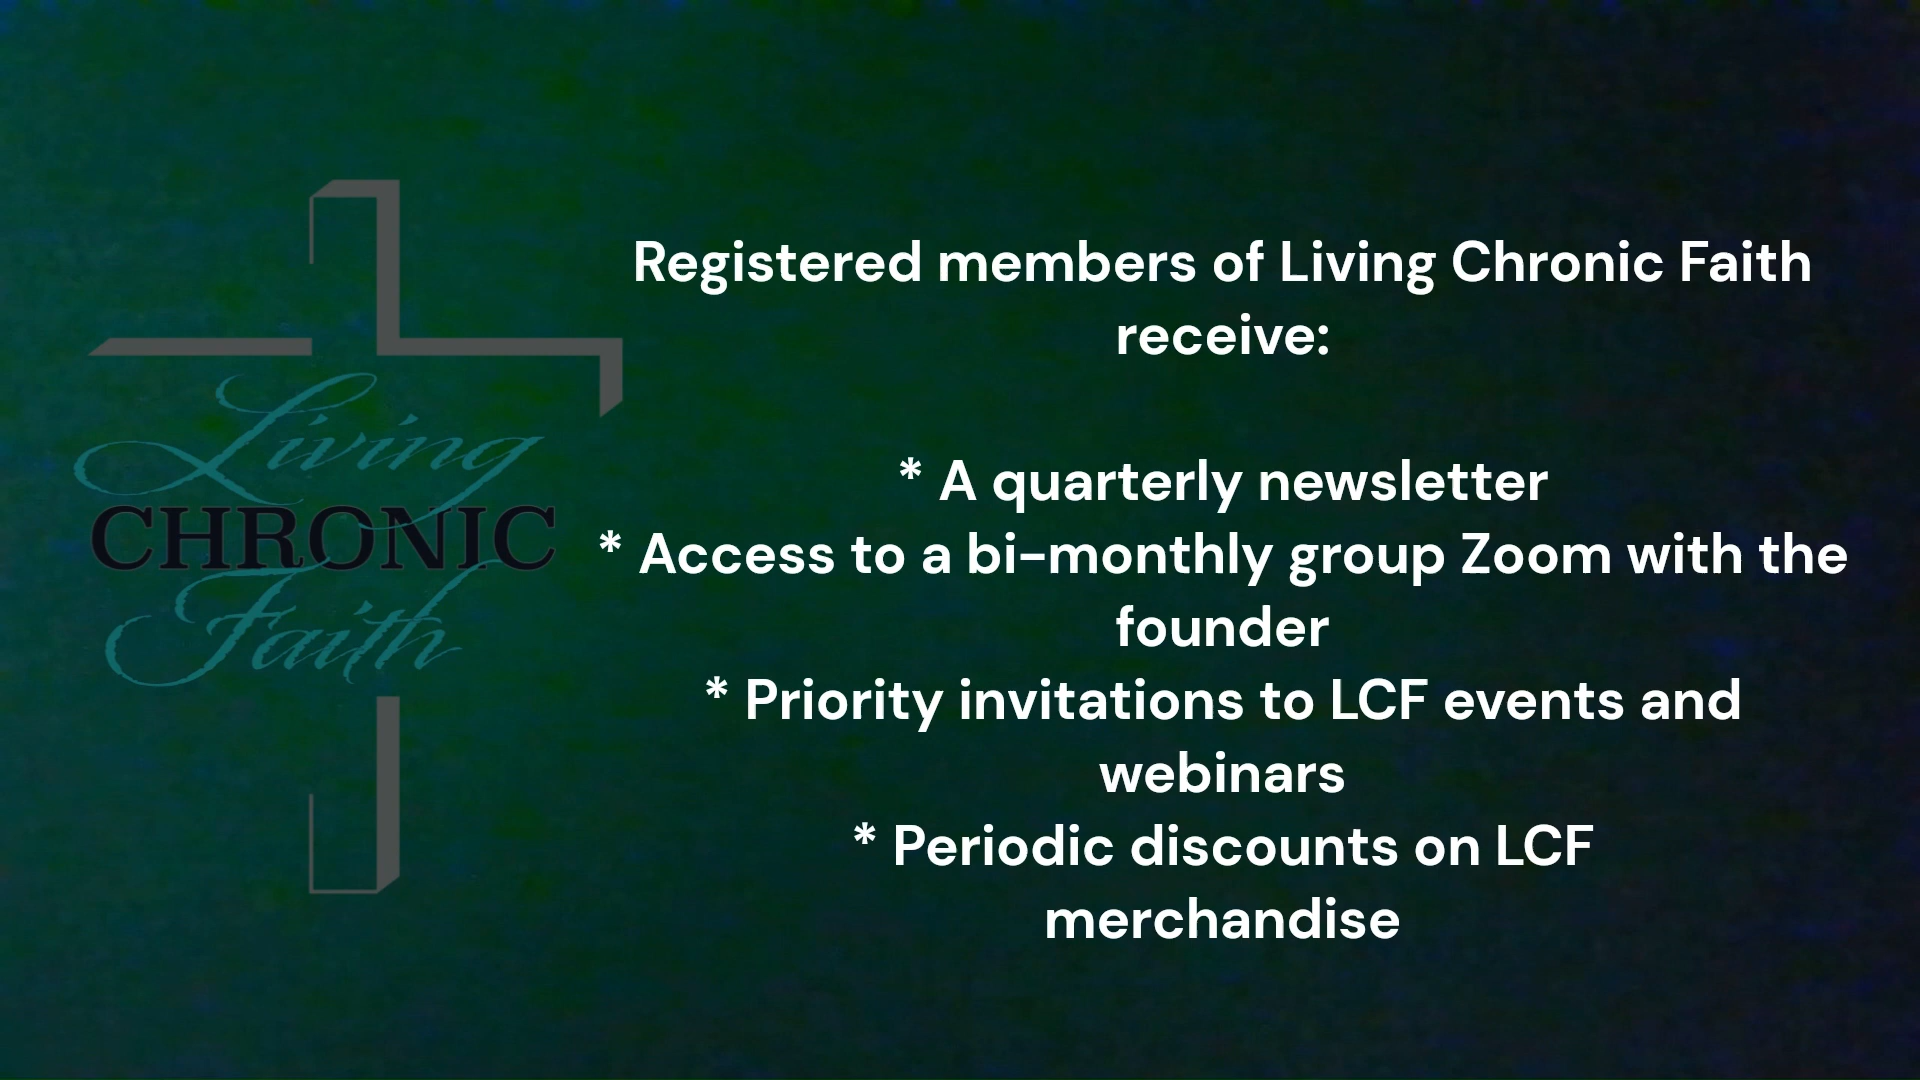 Living
CHRONIC
Faith
Registered members of Living Chronic Faith
receive:
* A quarterly newsletter
* Access to a bi-monthly group Zoom with the
founder
* Priority invitations to LCF events and
webinars
* Periodic discounts on LCF
merchandise